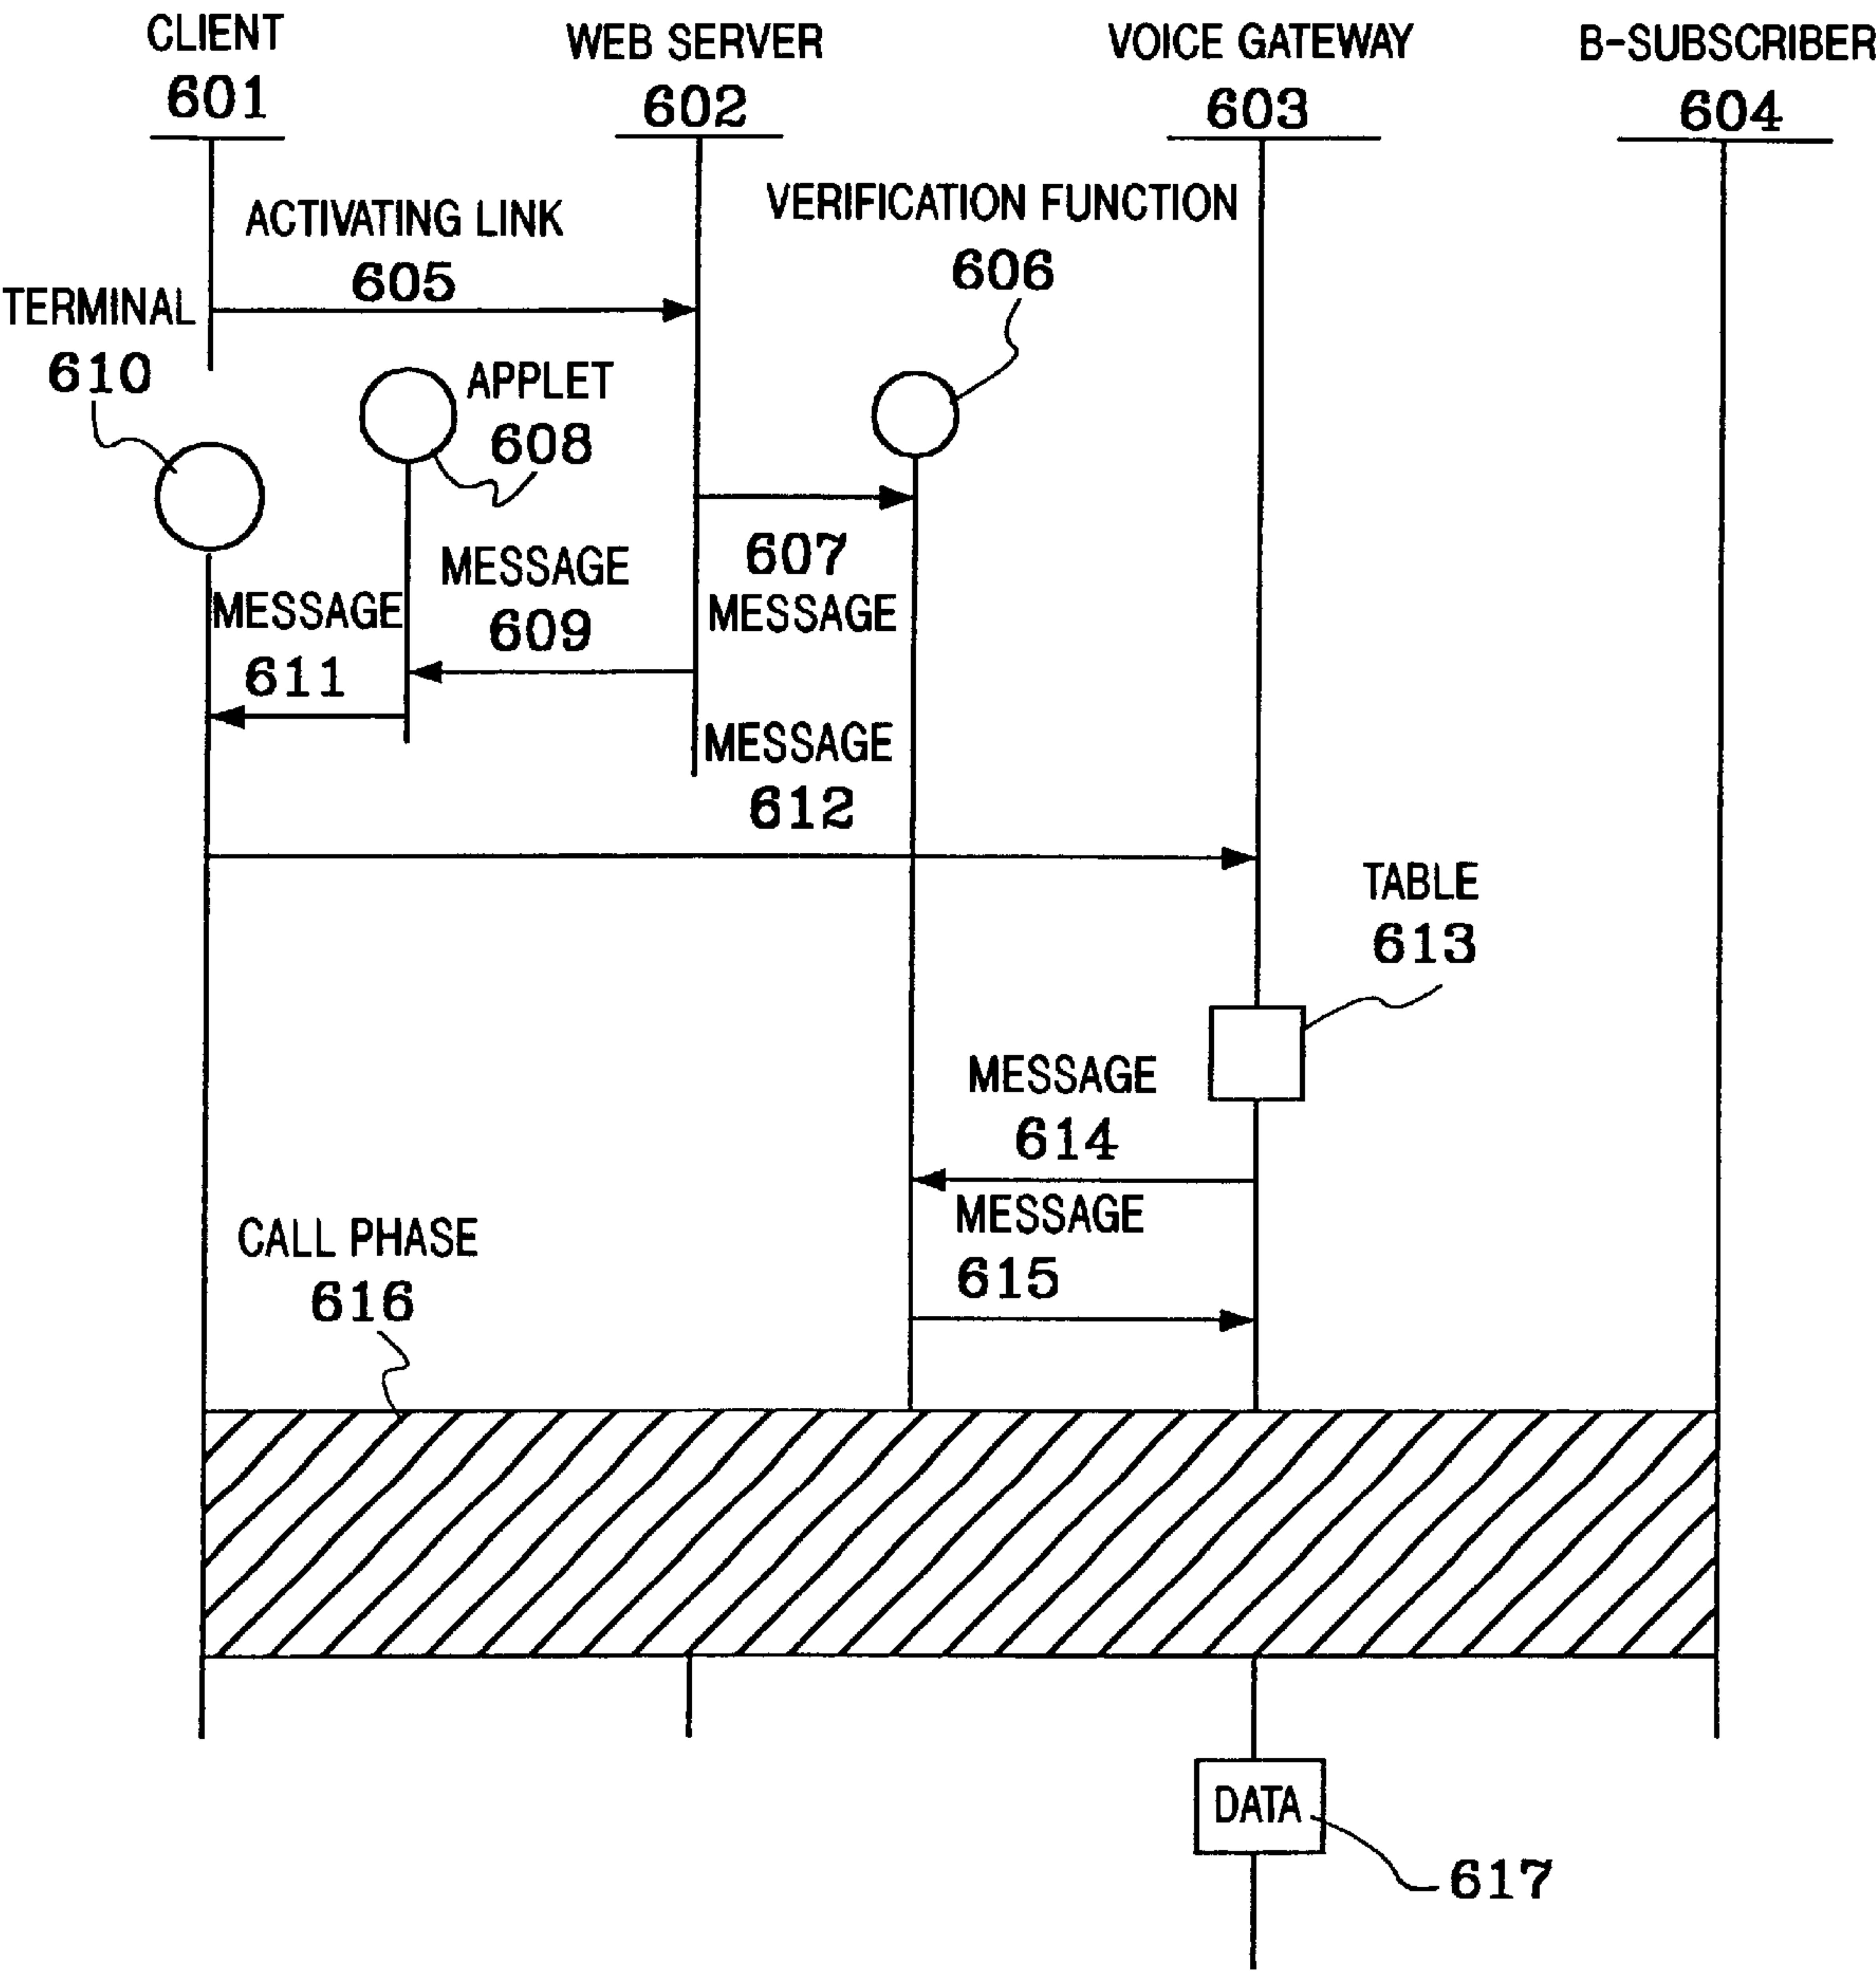 CLIENT
601
WEB SERVER
602
VOICE GATEWAY
603
B-SUBSCRIBER
604
ACTIVATING LINK
605
VERIFICATION FUNCTION
606
TERMINAL
610
APPLET
608
607
MESSAGE
MESSAGE
609
MESSAGE
611
MESSAGE
612
TABLE
613
MESSAGE
614
MESSAGE
615
CALL PHASE
616
DATA
617